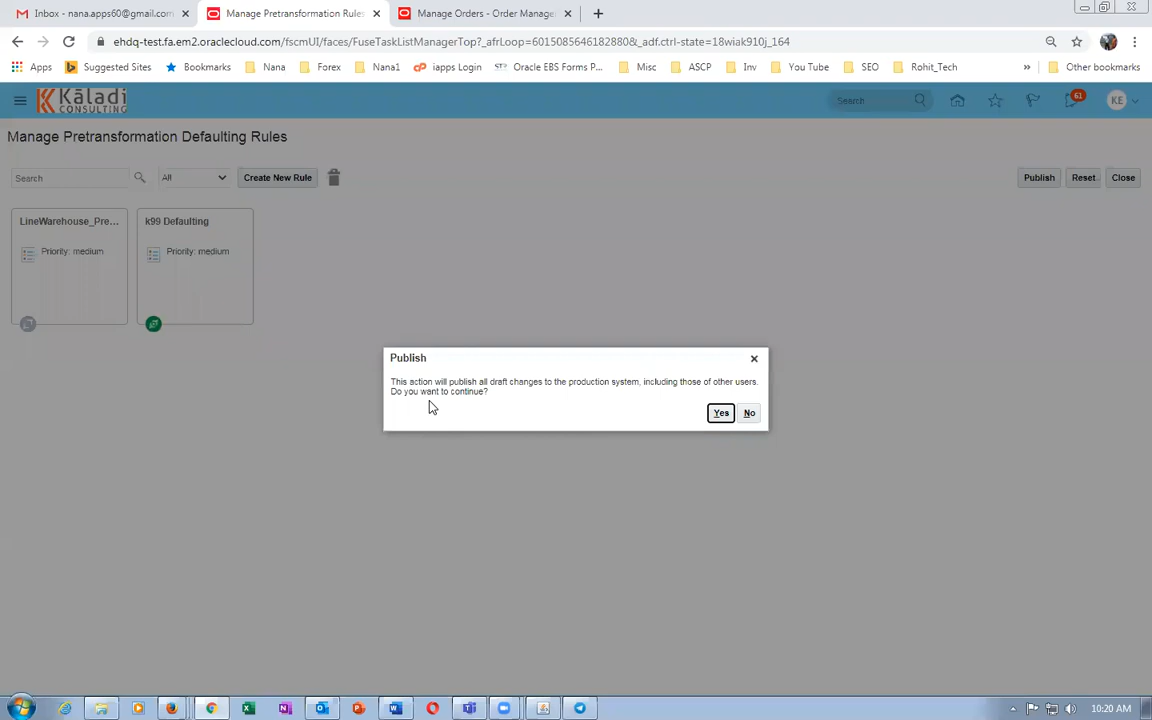 Inbox - nana.apps60@gmail.com
Manage Pretransformation Rules
Manage Orders - Order Manage
ehdq-test.fa.em2.oraclecloud.com/fscmUI/faces/FuseTaskListManagerTop?_afrLoop=6015085646182880&_adf.ctrl-state=18wiak910j_164
Apps
Suggested Sites
Bookmarks
Nana
Forex
Nana1
iapps Login
Oracle EBS Forms P...
Misc
ASCP
Inv
You Tube
SEO
Rohit_Tech
»
Other bookmarks
Kaladi
CONSULTING
Search
61
KE
Manage Pretransformation Defaulting Rules
Search
All
Create New Rule
Publish
Reset
Close
LineWarehouse_Pre...
Priority: medium
k99 Defaulting
Priority: medium
Publish
This action will publish all draft changes to the production system, including those of other users.
Do you want to continue?
Yes
No
10:20 AM